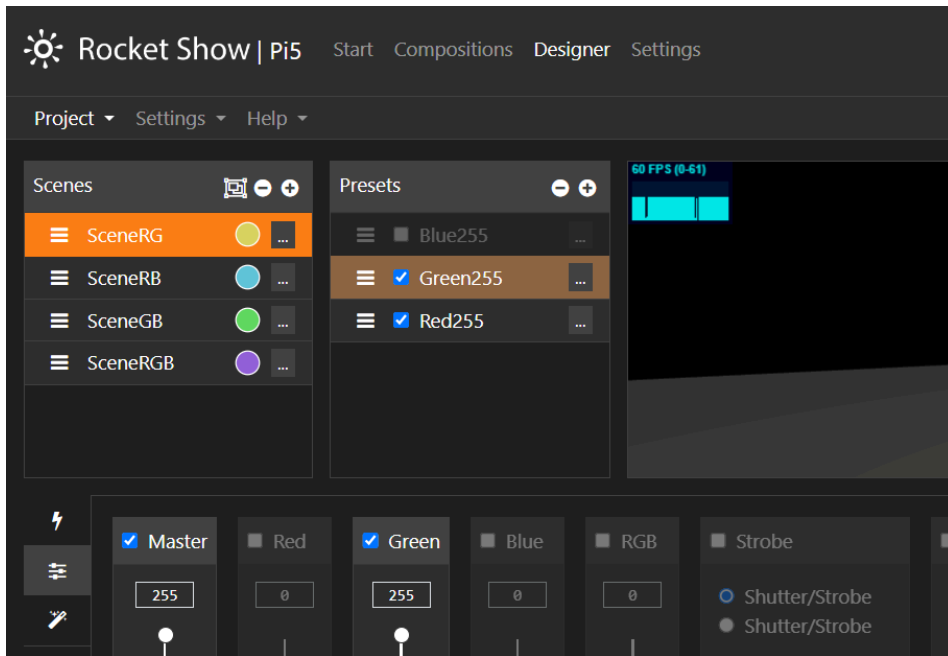 Rocket Show | Pi5 Start Compositions Designer Settings
Project Settings Help
Scenes
SceneRG ...
SceneRB ...
SceneGB ...
SceneRGB ...
Presets
Blue255 ...
Green255 ...
Red255 ...
60 FPS (0-61)
Master Red Green Blue RGB Strobe
255 0 255 0 0
Shutter/Strobe
Shutter/Strobe